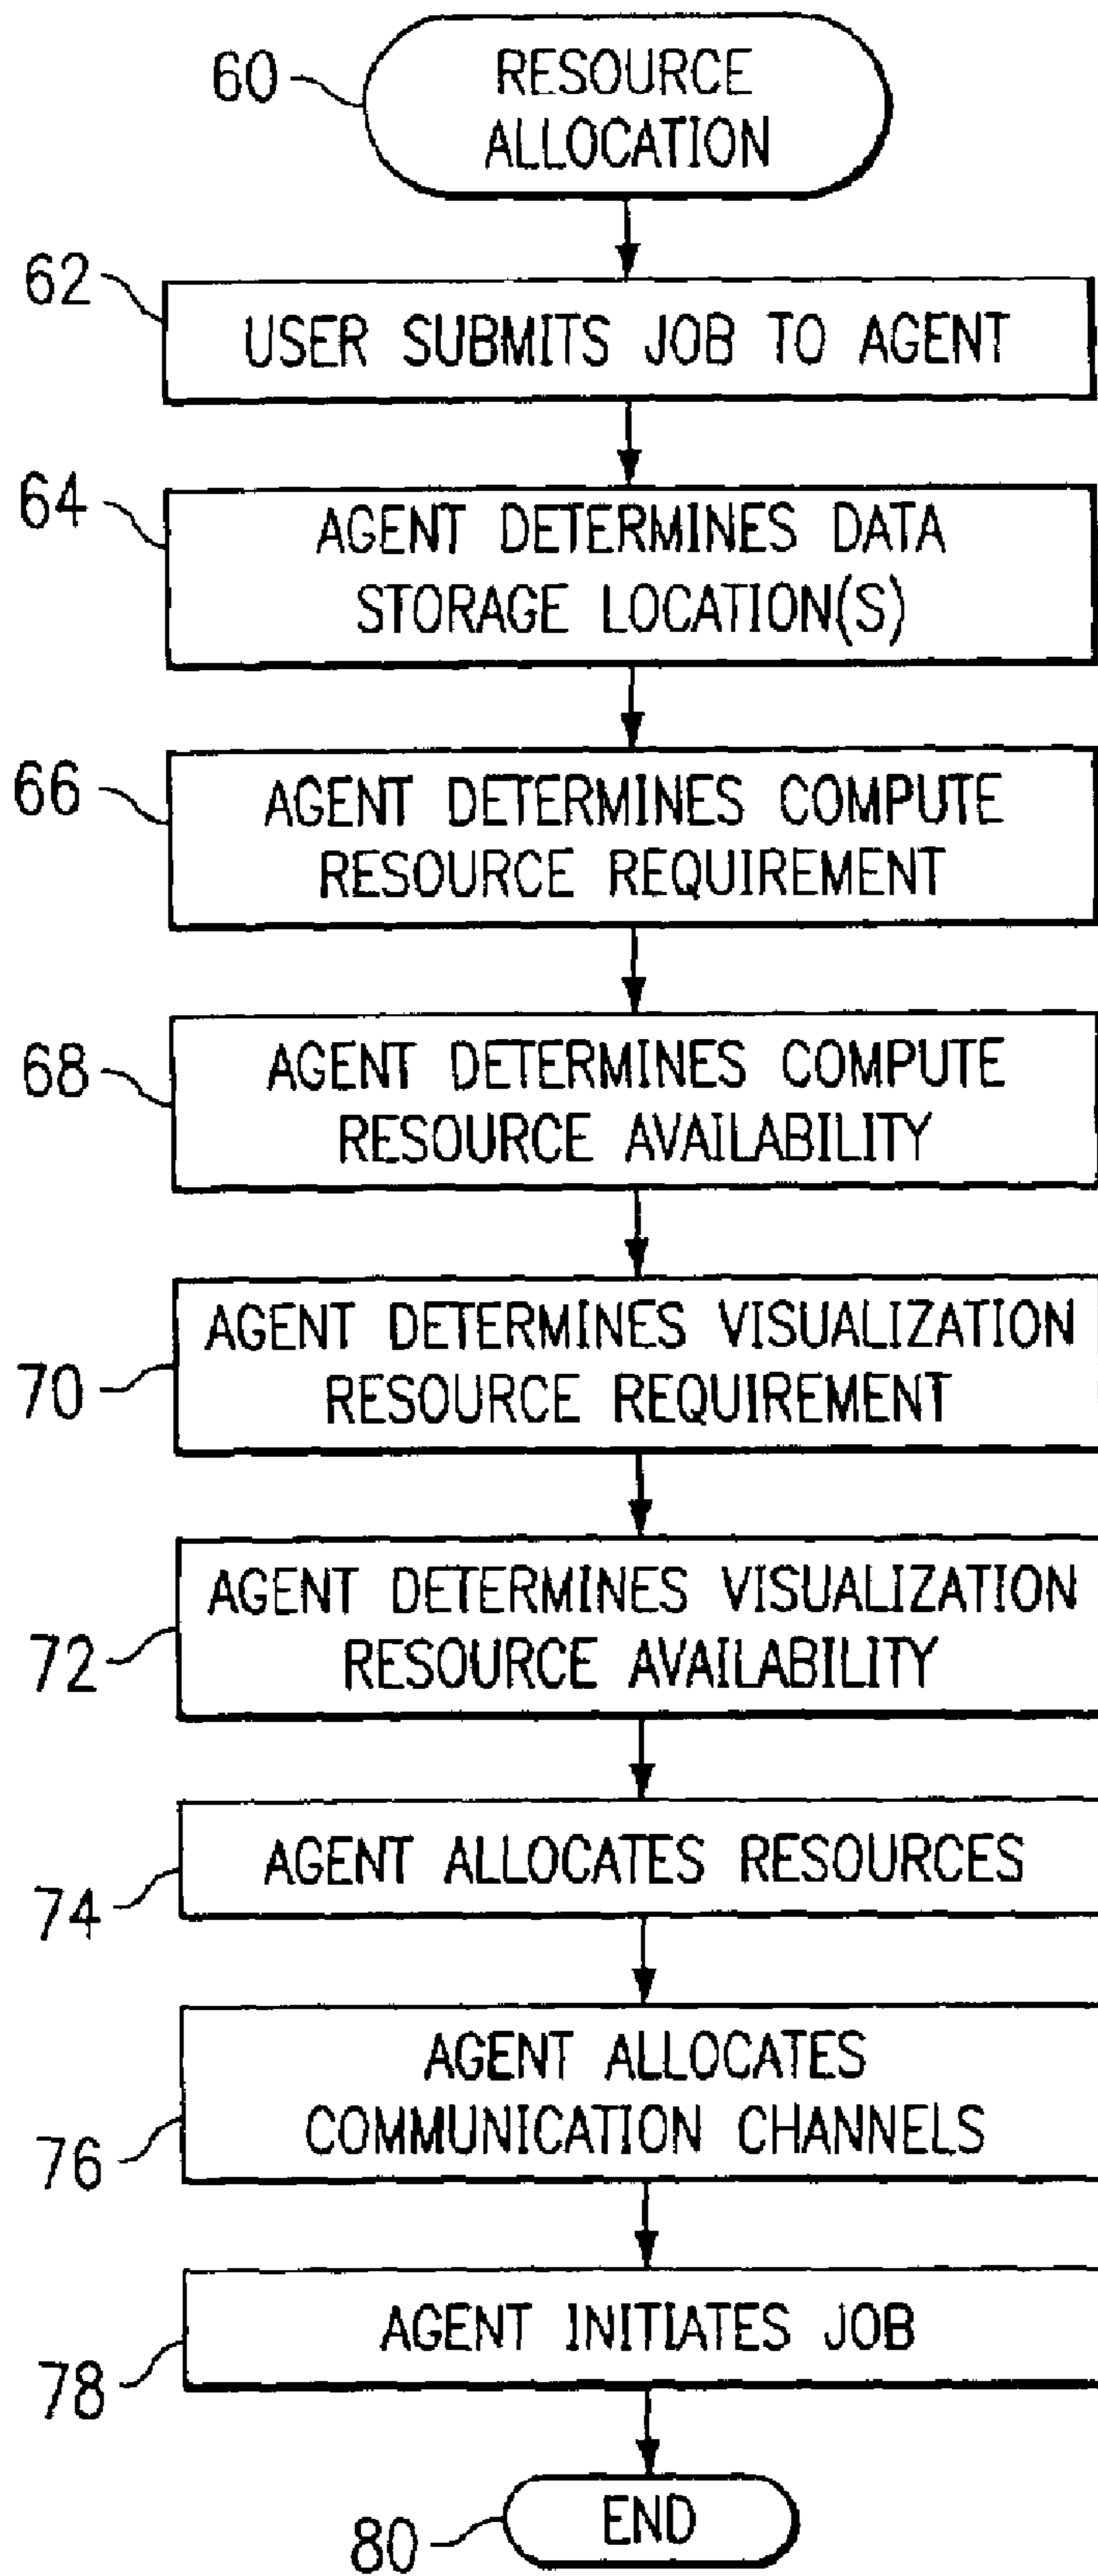 60
RESOURCE
ALLOCATION
62
USER SUBMITS JOB TO AGENT
64
AGENT DETERMINES DATA
STORAGE LOCATION(S)
66
AGENT DETERMINES COMPUTE
RESOURCE REQUIREMENT
68
AGENT DETERMINES COMPUTE
RESOURCE AVAILABILITY
70
AGENT DETERMINES VISUALIZATION
RESOURCE REQUIREMENT
72
AGENT DETERMINES VISUALIZATION
RESOURCE AVAILABILITY
74
AGENT ALLOCATES RESOURCES
76
AGENT ALLOCATES
COMMUNICATION CHANNELS
78
AGENT INITIATES JOB
80
END